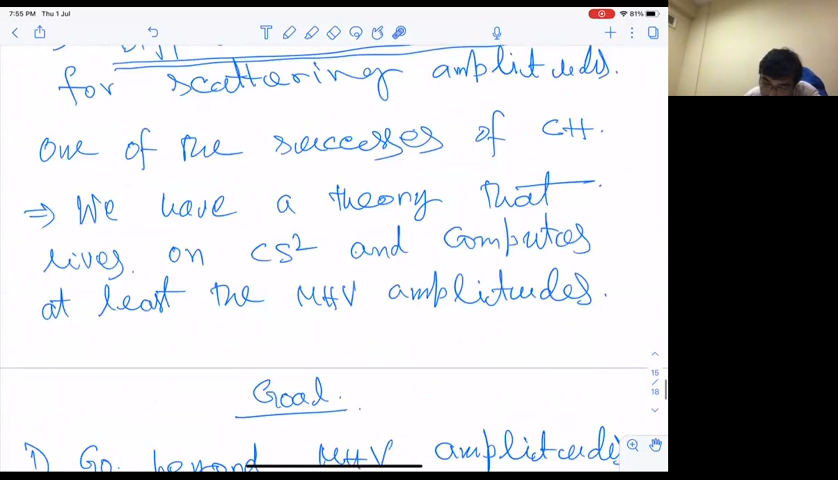 7:55 PM Thu 1 Jul
81%
for scattering amplitudes.
one of the successes of CH.
⇒ We have a theory that
lives on CS² and computes
at least the MHV amplitudes.
15
/
18
Goal.
1) Go beyond MHV amplitudes